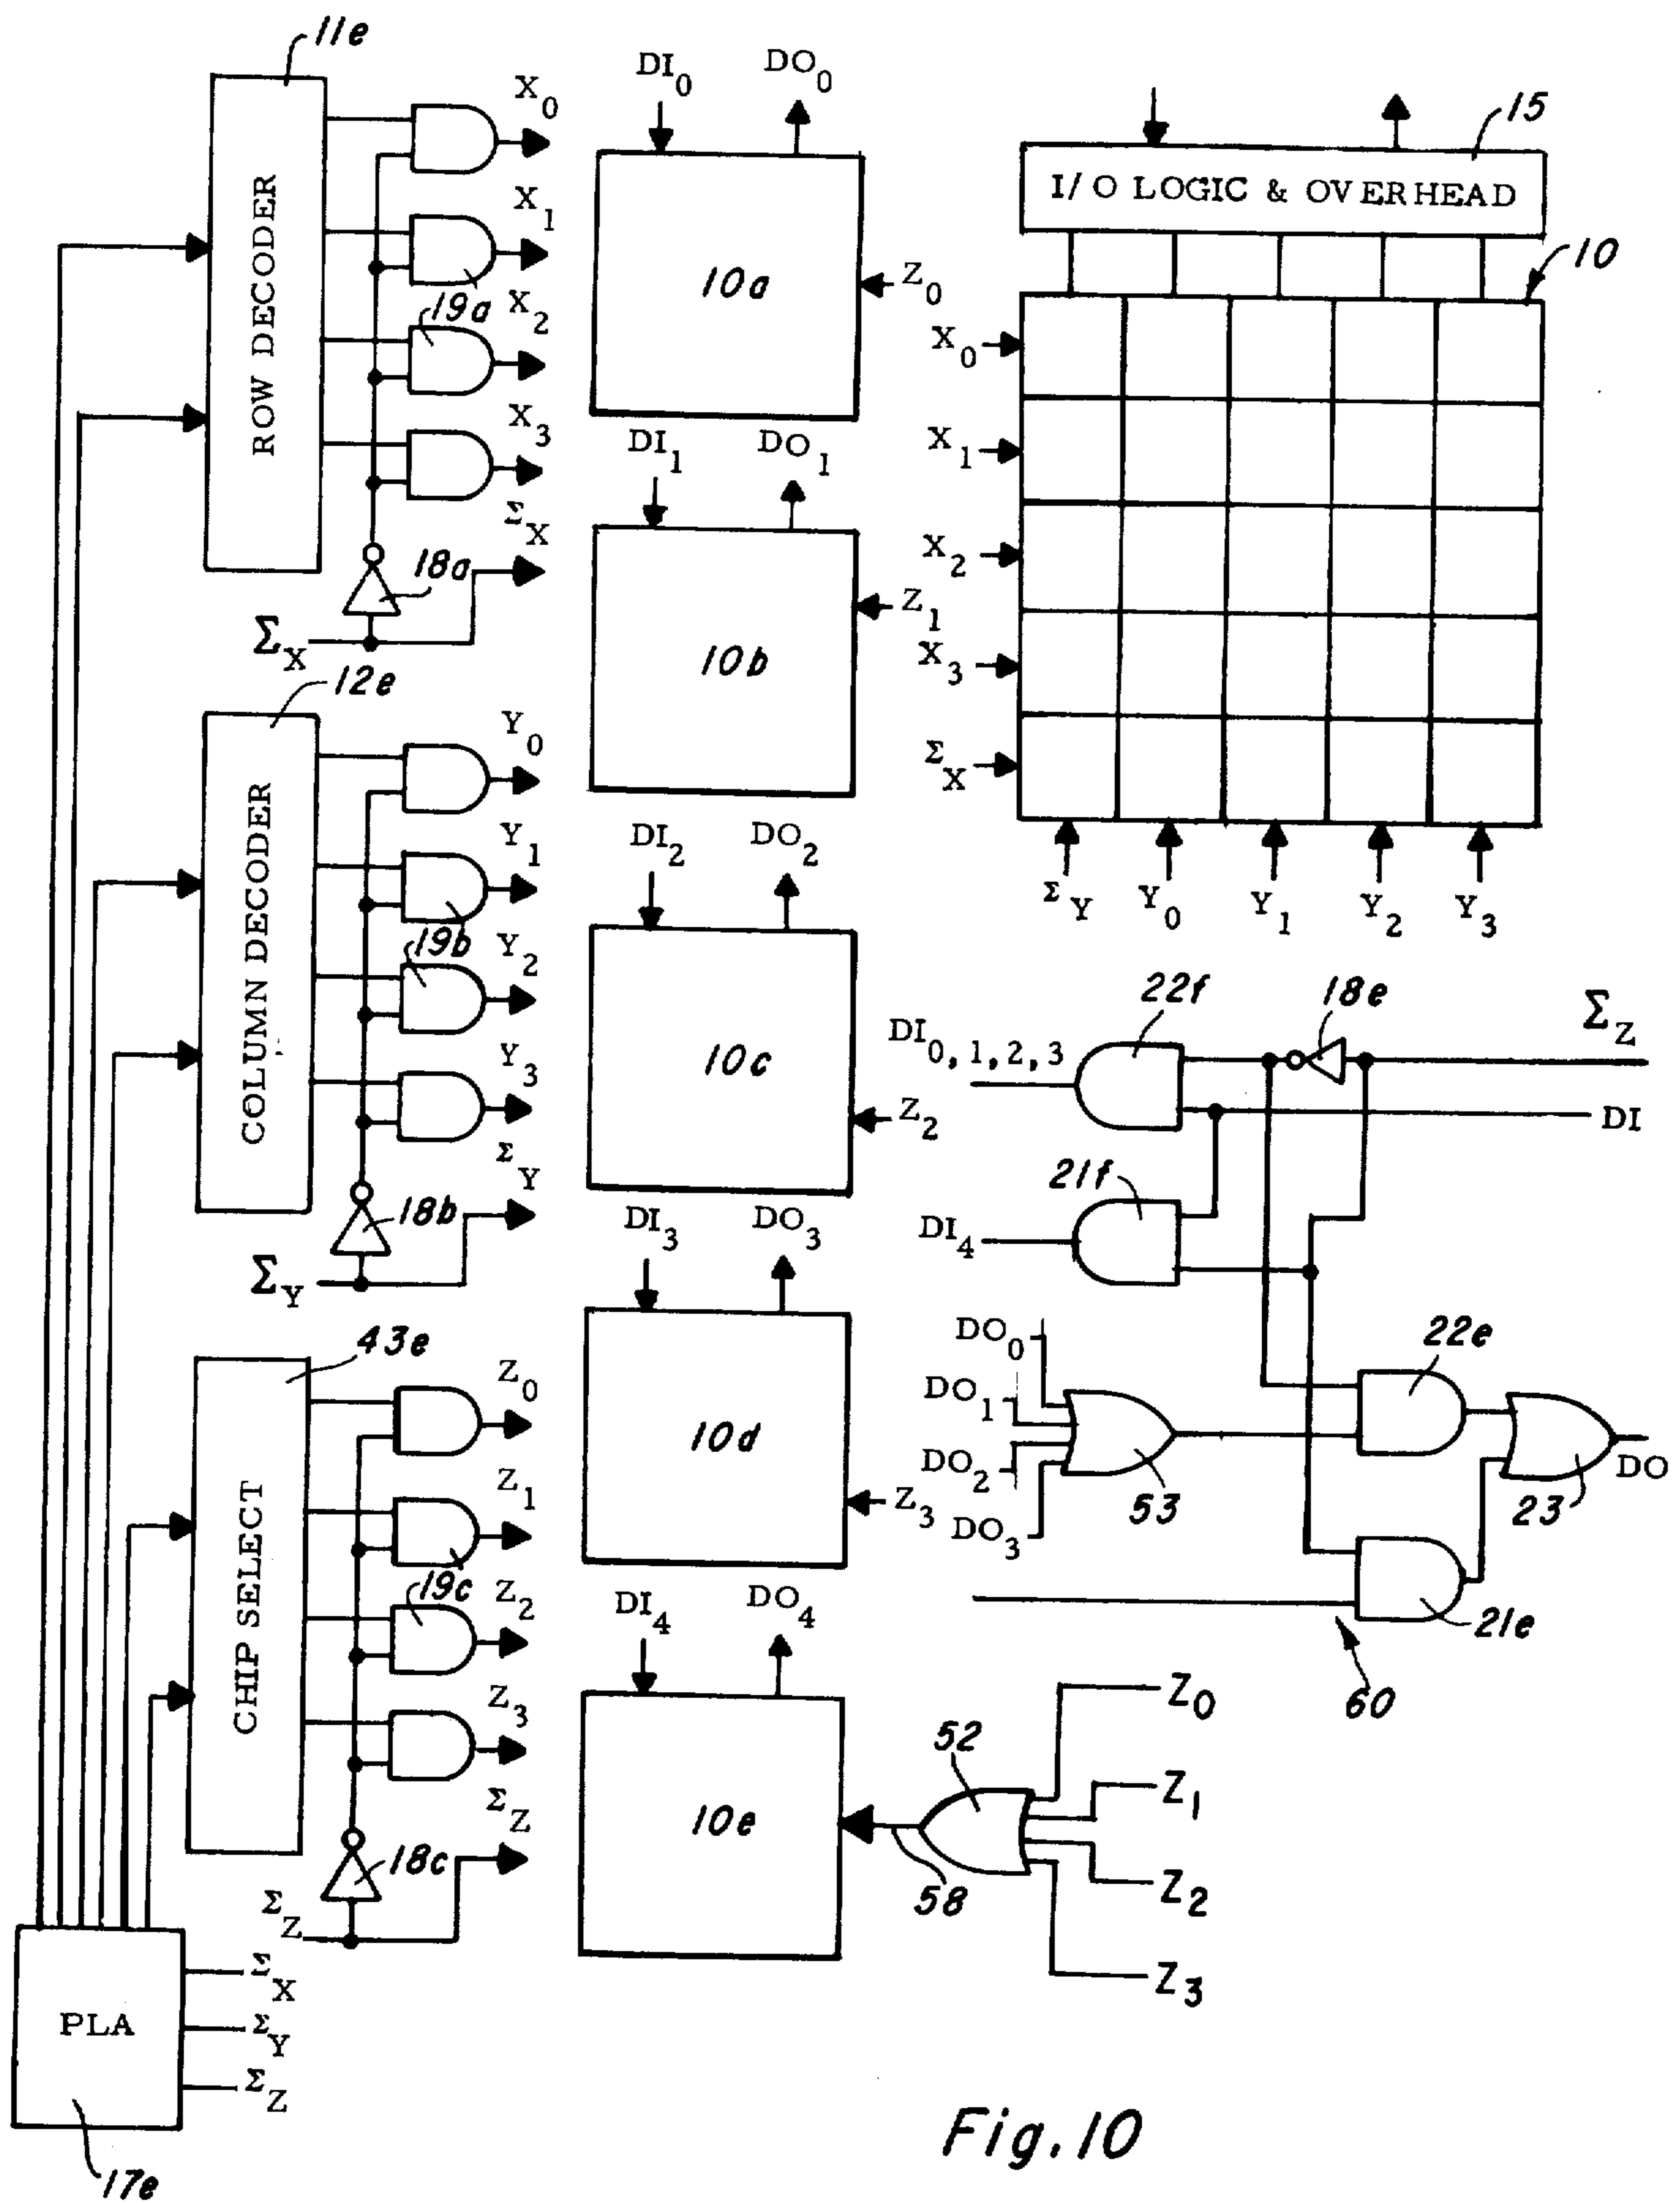 11e
ROW DECODER
X0
X1
19a
X2
X3
ΣX
18a
ΣX
12e
COLUMN DECODER
Y0
Y1
19b
Y2
Y3
ΣY
18b
ΣY
43e
CHIP SELECT
Z0
Z1
19c
Z2
Z3
ΣZ
18c
ΣZ
PLA
ΣX
ΣY
ΣZ
17e
DI0 DO0
10a
Z0
DI1 DO1
10b
Z1
DI2 DO2
10c
Z2
DI3 DO3
10d
Z3
DI4 DO4
10e
15
I/O LOGIC & OVERHEAD
10
X0
X1
X2
X3
ΣX
ΣY Y0 Y1 Y2 Y3
22f
18e
ΣZ
DI0, 1, 2, 3
DI
21f
DI4
DO0
DO1
DO2
DO3
53
22e
23
DO
21e
60
52
58
Z0
Z1
Z2
Z3
Fig. 10